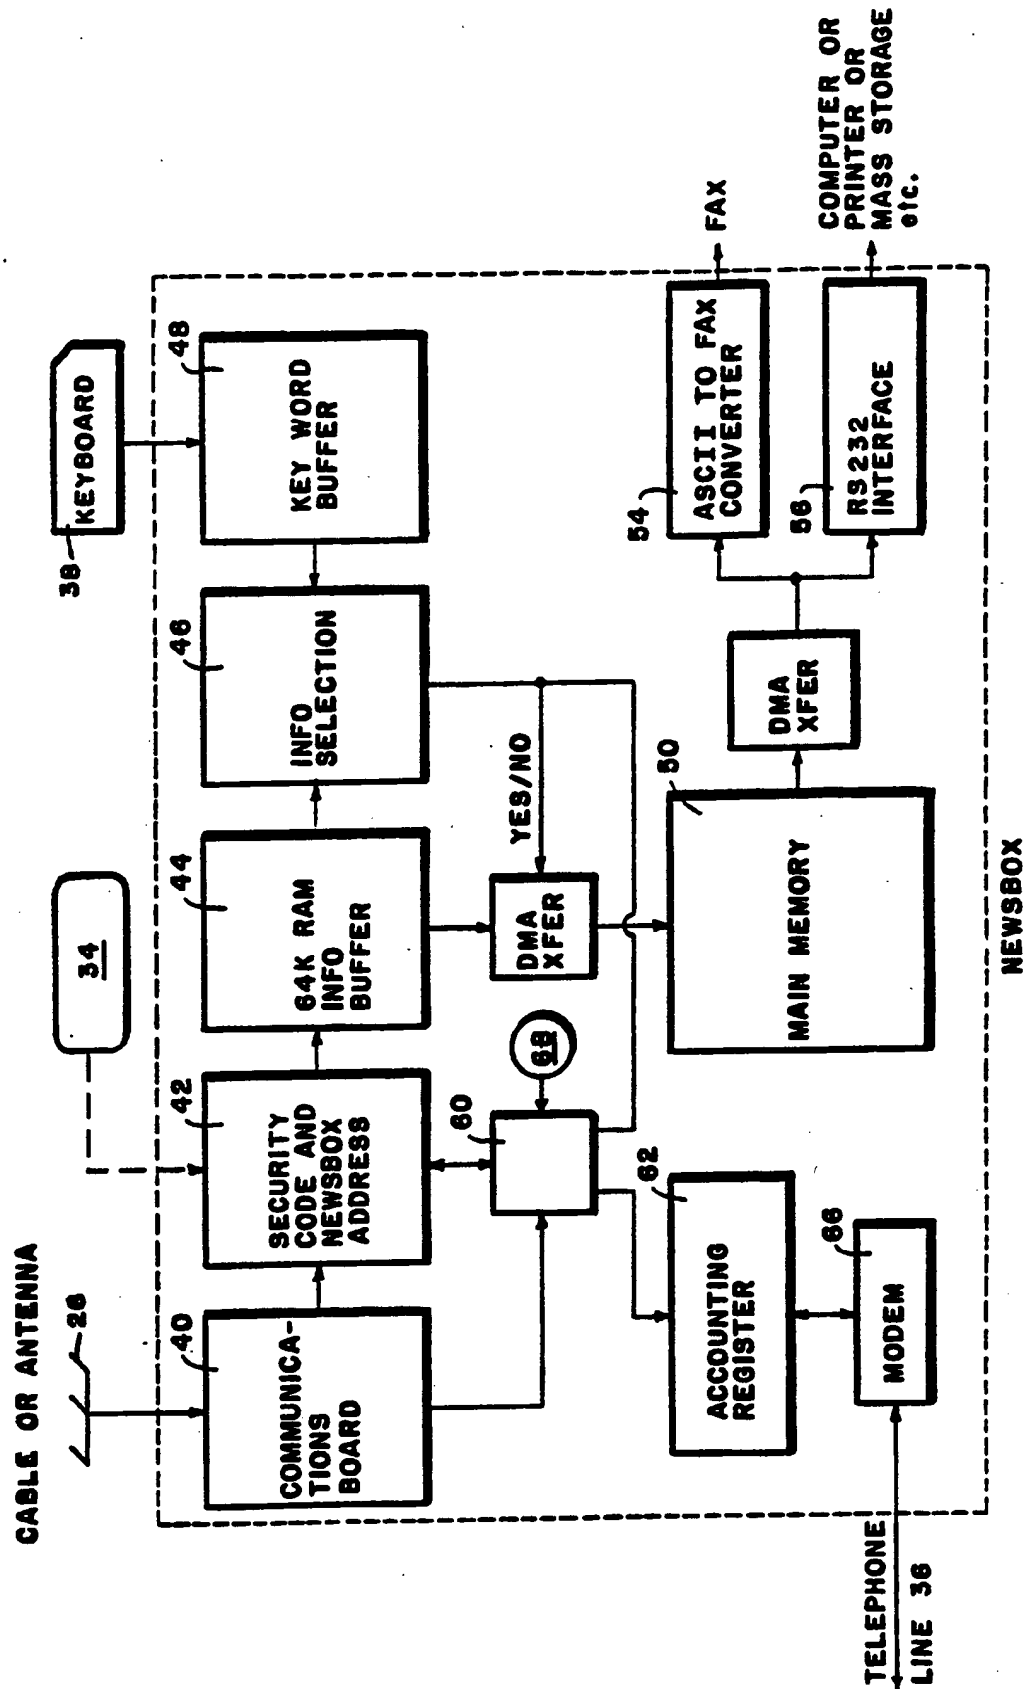 CABLE OR ANTENNA
26
34
38
KEYBOARD
40
COMMUNICA-
TIONS
BOARD
42
SECURITY
CODE AND
NEWSBOX
ADDRESS
44
64K RAM
INFO
BUFFER
46
INFO
SELECTION
48
KEY WORD
BUFFER
60
68
DMA
XFER
YES/NO
62
ACCOUNTING
REGISTER
66
MODEM
TELEPHONE
LINE 36
50
MAIN MEMORY
DMA
XFER
54
ASCII TO FAX
CONVERTER
FAX
56
RS232
INTERFACE
COMPUTER OR
PRINTER OR
MASS STORAGE
etc.
NEWSBOX